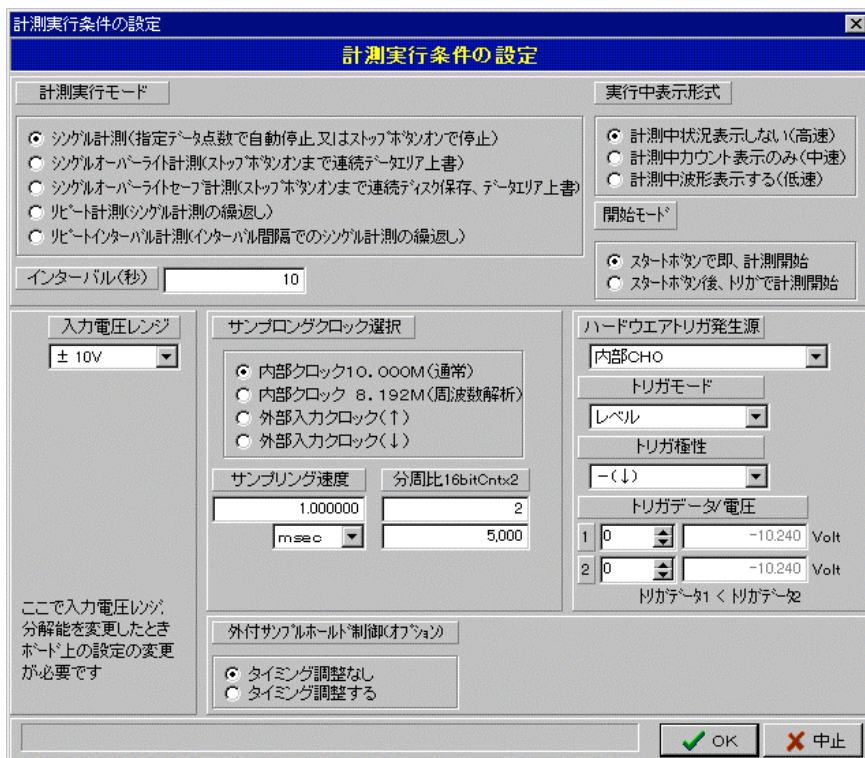 計測実行条件の設定
計測実行条件の設定
計測実行モード
シングル計測(指定データ点数で自動停止又はストップボタンオンで停止)
シングルオーバーライト計測(ストップボタンオンまで連続データエリア上書)
シングルオーバーライトセーブ計測(ストップボタンオンまで連続ディスク保存、データエリア上書)
リピート計測(シングル計測の繰返し)
リピートインターバル計測(インターバル間隔でのシングル計測の繰返し)
インターバル(秒)
10
実行中表示形式
計測中状況表示しない(高速)
計測中カウント表示のみ(中速)
計測中波形表示する(低速)
開始モード
スタートボタンで即、計測開始
スタートボタン後、トリガで計測開始
入力電圧レンジ
± 10V
ここで入力電圧レンジ,
分解能を変更したとき
ボード上の設定の変更
が必要です
サンプロングクロック選択
内部クロック10.000M(通常)
内部クロック 8.192M(周波数解析)
外部入力クロック(↑)
外部入力クロック(↓)
サンプリング速度
分周比16bitCntx2
1.000000
2
msec
5,000
外付サンプルホールド制御(オプション)
タイミング調整なし
タイミング調整する
ハードウエアトリガ発生源
内部CH0
トリガモード
レベル
トリガ極性
-(↓)
トリガデータ/電圧
1 0 -10.240 Volt
2 0 -10.240 Volt
トリガデータ1 < トリガデータ2
OK
中止